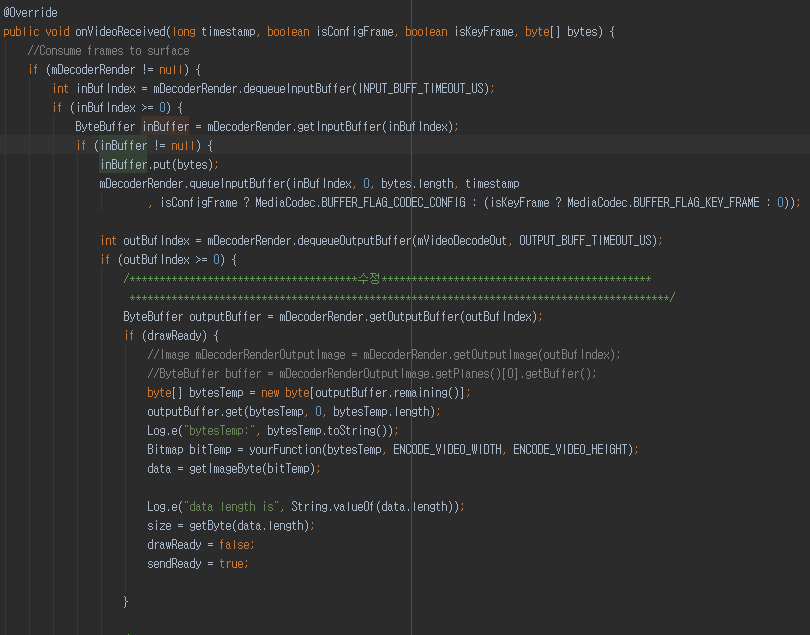 @Override
public void onVideoReceived(long timestamp, boolean isConfigFrame, boolean isKeyFrame, byte[] bytes) {
//Consume frames to surface
if (mDecoderRender != null) {
int inBufIndex = mDecoderRender.dequeueInputBuffer(INPUT_BUFF_TIMEOUT_US);
if (inBufIndex >= 0) {
ByteBuffer inBuffer = mDecoderRender.getInputBuffer(inBufIndex);
if (inBuffer != null) {
inBuffer.put(bytes);
mDecoderRender.queueInputBuffer(inBufIndex, 0, bytes.length, timestamp
, isConfigFrame ? MediaCodec.BUFFER_FLAG_CODEC_CONFIG : (isKeyFrame ? MediaCodec.BUFFER_FLAG_KEY_FRAME : 0));
int outBufIndex = mDecoderRender.dequeueOutputBuffer(mVideoDecodeOut, OUTPUT_BUFF_TIMEOUT_US);
if (outBufIndex >= 0) {
/**************************************수정*********************************************
******************************************************************************************/
ByteBuffer outputBuffer = mDecoderRender.getOutputBuffer(outBufIndex);
if (drawReady) {
//Image mDecoderRenderOutputImage = mDecoderRender.getOutputImage(outBufIndex);
//ByteBuffer buffer = mDecoderRenderOutputImage.getPlanes()[0].getBuffer();
byte[] bytesTemp = new byte[outputBuffer.remaining()];
outputBuffer.get(bytesTemp, 0, bytesTemp.length);
Log.e("bytesTemp:", bytesTemp.toString());
Bitmap bitTemp = yourFunction(bytesTemp, ENCODE_VIDEO_WIDTH, ENCODE_VIDEO_HEIGHT);
data = getImageByte(bitTemp);
Log.e("data length is", String.valueOf(data.length));
size = getByte(data.length);
drawReady = false;
sendReady = true;
}